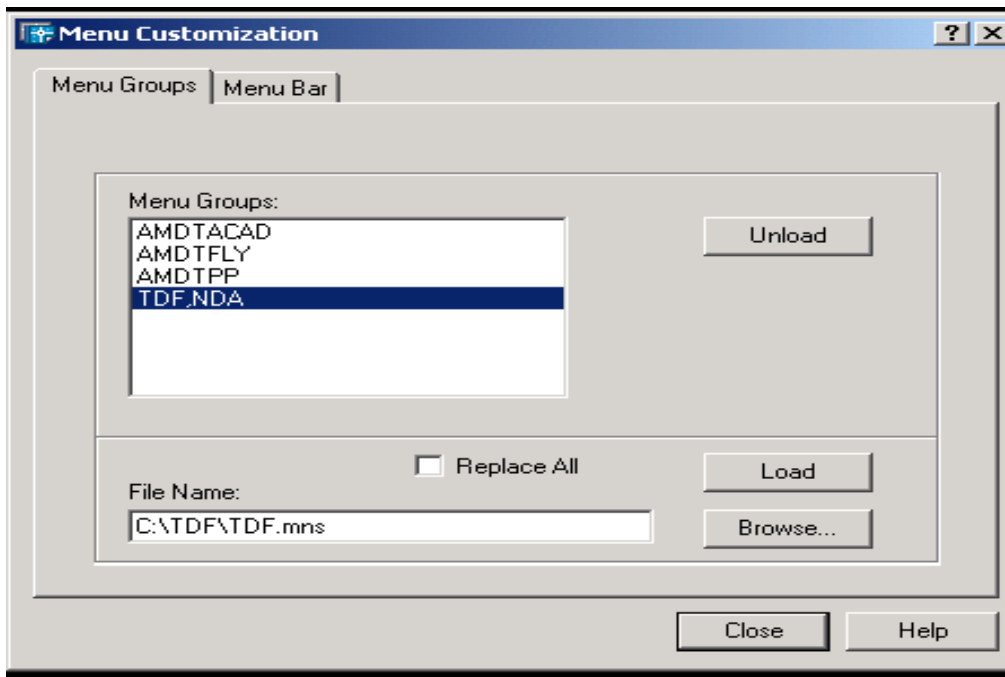 Menu Customization
Menu Groups Menu Bar
Menu Groups:
AMDTACAD
AMDTFLY
AMDTPP
TDF,NDA
Unload
Replace All
Load
File Name:
C:\TDF\TDF.mns
Browse...
Close Help